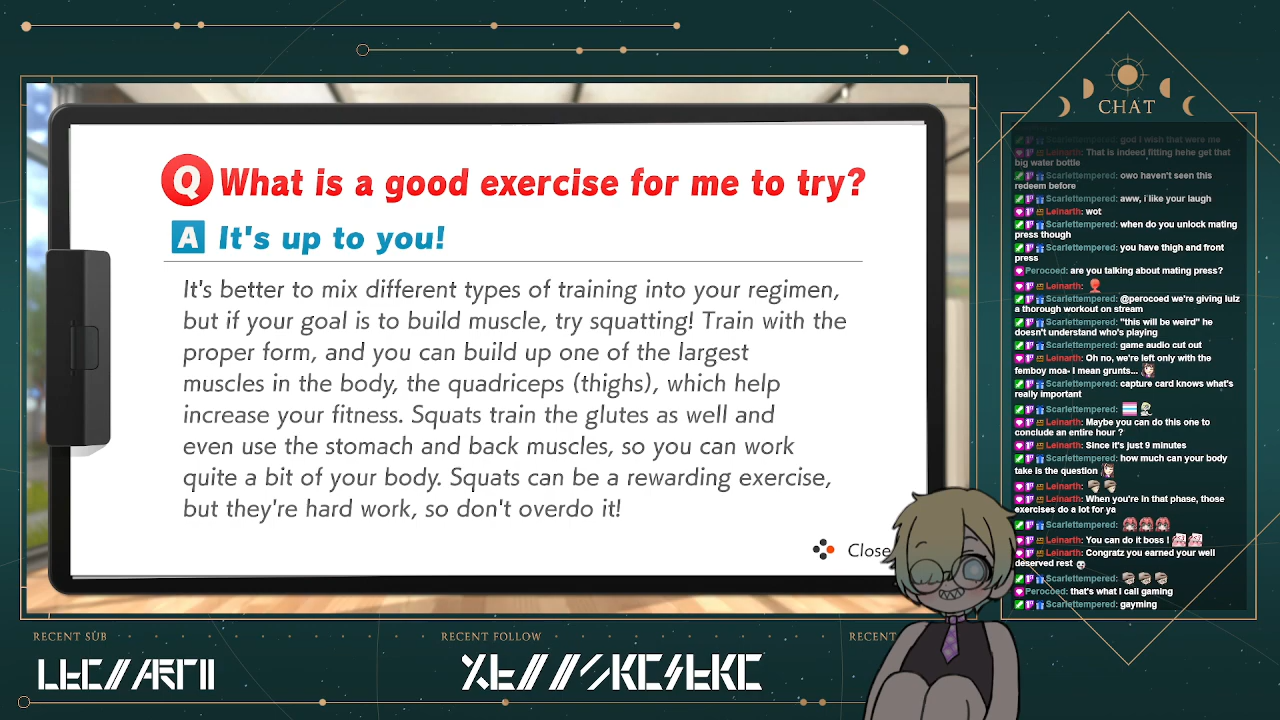 CHAT
Q What is a good exercise for me to try?
A It's up to you!
It's better to mix different types of training into your regimen,
but if your goal is to build muscle, try squatting! Train with the
proper form, and you can build up one of the largest
muscles in the body, the quadriceps (thighs), which help
increase your fitness. Squats train the glutes as well and
even use the stomach and back muscles, so you can work
quite a bit of your body. Squats can be a rewarding exercise,
but they're hard work, so don't overdo it!
Close
Scarlettempered: god i wish that were me
Leinarth: That is indeed fitting hehe get that
big water bottle
Scarlettempered: owo haven't seen this
redeem before
Scarlettempered: aww, i like your laugh
Leinarth: wot
Scarlettempered: when do you unlock mating
press though
Scarlettempered: you have thigh and front
press
Perocoed: are you talking about mating press?
Leinarth:
Scarlettempered: @perocoed we're giving lulz
a thorough workout on stream
Scarlettempered: "this will be weird" he
doesn't understand who's playing
Scarlettempered: game audio cut out
Leinarth: Oh no, we're left only with the
femboy moa- I mean grunts...
Scarlettempered: capture card knows what's
really important
Scarlettempered:
Leinarth: Maybe you can do this one to
conclude an entire hour ?
Leinarth: Since it's just 9 minutes
Scarlettempered: how much can your body
take is the question
Leinarth:
Leinarth: When you're in that phase, those
exercises do a lot for ya
Scarlettempered:
Leinarth: You can do it boss !
Leinarth: Congratz you earned your well
deserved rest
Scarlettempered:
Perocoed: that's what I call gaming
Scarlettempered: gayming
RECENT SUB
RECENT FOLLOW
RECENT